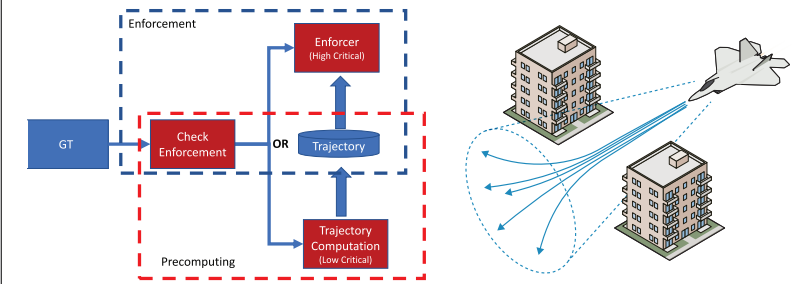 Enforcement
Enforcer
(High Critical)
GT
Check
Enforcement
OR
Trajectory
Trajectory
Computation
(Low Critical)
Precomputing